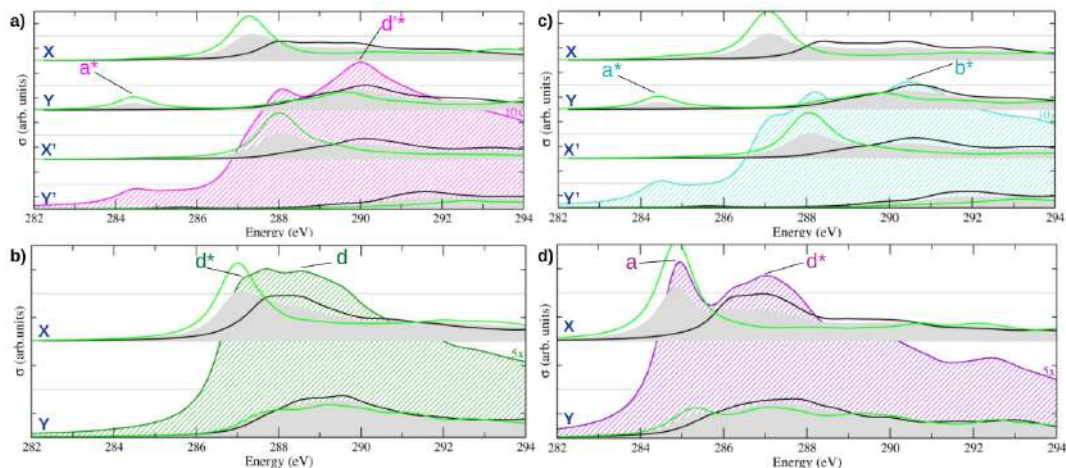 a)
d'*
X
a*
Y
10x
X'
Y'
σ (arb. units)
282 284 286 288 290 292 294
Energy (eV)
c)
X
a*
b*
Y
10x
X'
Y'
σ (arb. units)
282 284 286 288 290 292 294
Energy (eV)
b)
d*
d
X
5x
Y
σ (arb.units)
282 284 286 288 290 292 294
Energy (eV)
d)
a
d*
X
5x
Y
σ (arb. units)
282 284 286 288 290 292 294
Energy (eV)